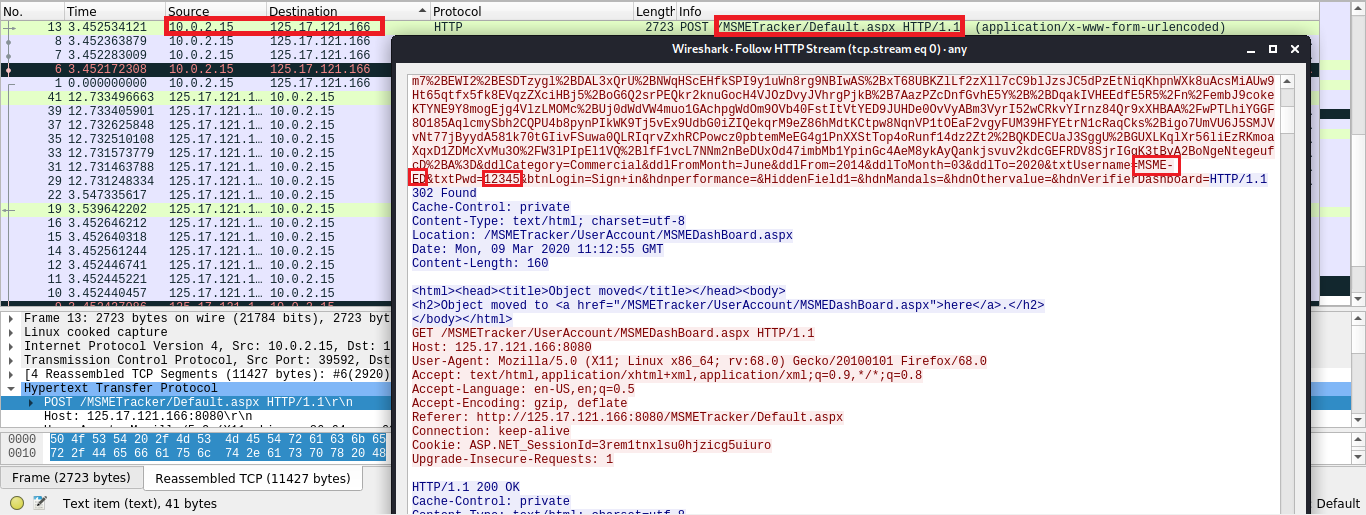 No. Time Source Destination Protocol Length Info
13 3.452534121 10.0.2.15 125.17.121.166 HTTP 2723 POST /MSMETracker/Default.aspx HTTP/1.1 (application/x-www-form-urlencoded)
8 3.452363879 10.0.2.15 125.17.121.166
7 3.452283009 10.0.2.15 125.17.121.166
6 3.452172308 10.0.2.15 125.17.121.166
1 0.000000000 10.0.2.15 125.17.121.166
41 12.733496663 125.17.121.1… 10.0.2.15
39 12.733405901 125.17.121.1… 10.0.2.15
37 12.732625848 125.17.121.1… 10.0.2.15
35 12.732510108 125.17.121.1… 10.0.2.15
33 12.731573779 125.17.121.1… 10.0.2.15
31 12.731463788 125.17.121.1… 10.0.2.15
29 12.731248334 125.17.121.1… 10.0.2.15
22 3.547335617 125.17.121.1… 10.0.2.15
19 3.539642202 125.17.121.1… 10.0.2.15
16 3.452646212 125.17.121.1… 10.0.2.15
15 3.452640318 125.17.121.1… 10.0.2.15
14 3.452561244 125.17.121.1… 10.0.2.15
12 3.452446741 125.17.121.1… 10.0.2.15
11 3.452445221 125.17.121.1… 10.0.2.15
10 3.452440457 125.17.121.1… 10.0.2.15
Frame 13: 2723 bytes on wire (21784 bits), 2723 byt
Linux cooked capture
Internet Protocol Version 4, Src: 10.0.2.15, Dst: 1
Transmission Control Protocol, Src Port: 39592, Dst
[4 Reassembled TCP Segments (11427 bytes): #6(2920)
Hypertext Transfer Protocol
POST /MSMETracker/Default.aspx HTTP/1.1\r\n
Host: 125.17.121.166:8080\r\n
0000 50 4f 53 54 20 2f 4d 53 4d 45 54 72 61 63 6b 65
0010 72 2f 44 65 66 61 75 6c 74 2e 61 73 70 78 20 48
Frame (2723 bytes) Reassembled TCP (11427 bytes)
Text item (text), 41 bytes
Default
Wireshark · Follow HTTP Stream (tcp.stream eq 0) · any
m7%2BEWI2%2BESDTzygl%2BDAL3xQrU%2BNWqHScEHfkSPI9y1uWn8rg9NBIwAS%2BxT68UBKZlLf2zXll7cC9blJzsJC5dPzEtNiqKhpnWXk8uAcsMiAUw9
Ht65qtfx5fk8EVqzZXciHBj5%2BoG6Q2srPEQkr2knuGocH4VJOzDvyJVhrgPjkB%2B7AazPZcDnfGvhE5Y%2B%2BDqakIVHEEdfE5R5%2Fn%2FembJ9coke
KTYNE9Y8mogEjg4VlzLMOMc%2BUj0dWdVW4muo1GAchpgWdOm9OVb40FstItVtYED9JUHDe0OvVyABm3VyrI52wCRkvYIrnz84Qr9xXHBAA%2FwPTLhiYGGF
8O185AqlcmySbh2CQPU4b8pynPIkWK9Tj5vEx9UdbG0iZIQekqrM9eZ86hMdtKCtpw8NqnVP1tOEaF2vgyFUM39HFYEtrN1cRaqCks%2Bigo7UmVU6J5SMJV
vNt77jByydA581k70tGIivFSuwa0QLRIqrvZxhRCPowcz0pbtemMeEG4g1PnXXStTop4oRunf14dz2Zt2%2BQKDECUaJ3SggU%2BGUXLKqlXr56liEzRKmoa
XqxD1ZDMcXvMu3O%2FW3lPIpEl1VQ%2BlfF1vcL7NNm2nBeDUxOd47imbMb1YpinGc4AeM8ykAyQankjsvuv2kdcGEFRDV8SjrIGgK3tByA2BoNgeNtegeuf
cD%2BA%3D&ddlCategory=Commercial&ddlFromMonth=June&ddlFrom=2014&ddlToMonth=03&ddlTo=2020&txtUsername=MSME-
ED&txtPwd=12345&btnLogin=Sign+in&hdnperformance=&HiddenField1=&hdnMandals=&hdnOthervalue=&hdnVerifierDashboard=HTTP/1.1
302 Found
Cache-Control: private
Content-Type: text/html; charset=utf-8
Location: /MSMETracker/UserAccount/MSMEDashBoard.aspx
Date: Mon, 09 Mar 2020 11:12:55 GMT
Content-Length: 160
<html><head><title>Object moved</title></head><body>
<h2>Object moved to <a href="/MSMETracker/UserAccount/MSMEDashBoard.aspx">here</a>.</h2>
</body></html>
GET /MSMETracker/UserAccount/MSMEDashBoard.aspx HTTP/1.1
Host: 125.17.121.166:8080
User-Agent: Mozilla/5.0 (X11; Linux x86_64; rv:68.0) Gecko/20100101 Firefox/68.0
Accept: text/html,application/xhtml+xml,application/xml;q=0.9,*/*;q=0.8
Accept-Language: en-US,en;q=0.5
Accept-Encoding: gzip, deflate
Referer: http://125.17.121.166:8080/MSMETracker/Default.aspx
Connection: keep-alive
Cookie: ASP.NET_SessionId=3rem1tnxlsu0hjzicg5uiuro
Upgrade-Insecure-Requests: 1
HTTP/1.1 200 OK
Cache-Control: private